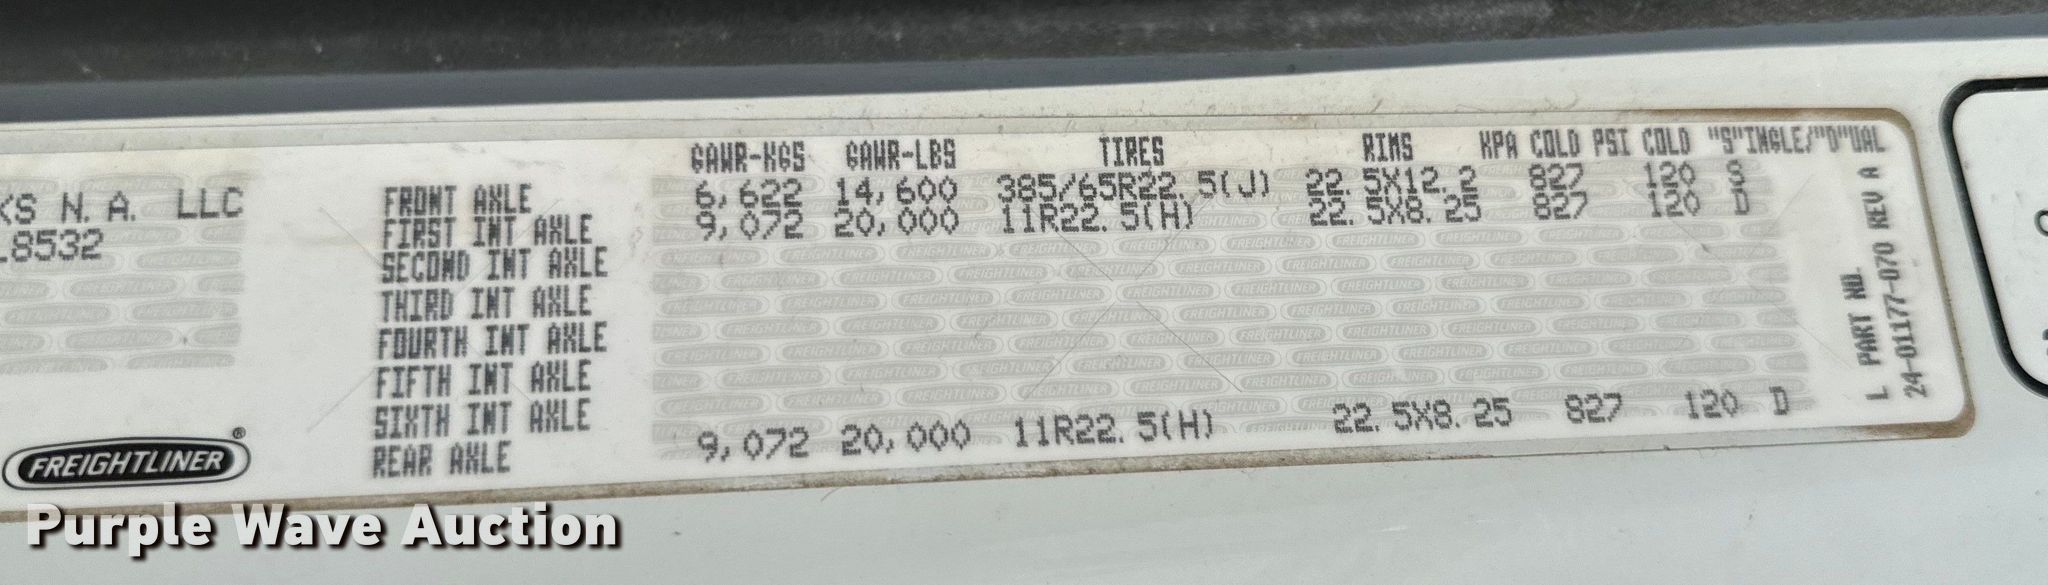 KS N. A. LLC
L8532
GAWR-KGS GAWR-LBS TIRES RIMS KPA COLD PSI COLD "S"INGLE/"D"UAL
FRONT AXLE 6,622 14,600 385/65R22.5(J) 22.5X12.2 827 120 S
FIRST INT AXLE 9,072 20,000 11R22.5(H) 22.5X8.25 827 120 D
SECOND INT AXLE
THIRD INT AXLE
FOURTH INT AXLE
FIFTH INT AXLE
SIXTH INT AXLE
REAR AXLE 9,072 20,000 11R22.5(H) 22.5X8.25 827 120 D
L PART NO.
24-01177-070 REV A
FREIGHTLINER®
Purple Wave Auction